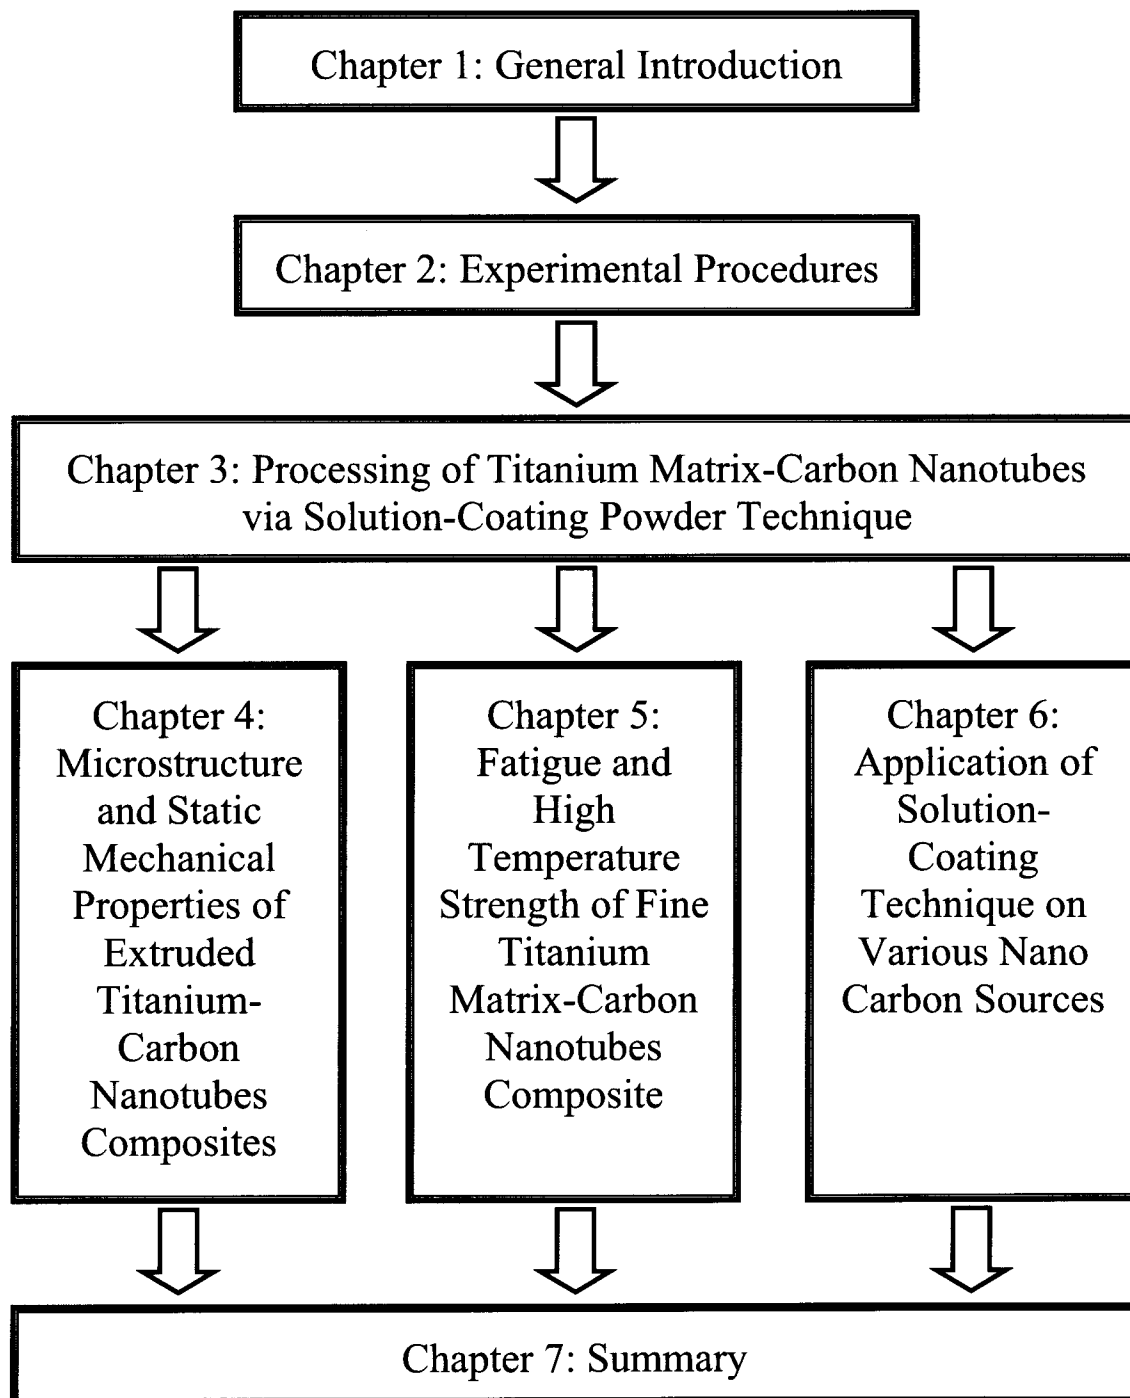 Chapter 1: General Introduction
Chapter 2: Experimental Procedures
Chapter 3: Processing of Titanium Matrix-Carbon Nanotubes
via Solution-Coating Powder Technique
Chapter 4:
Microstructure
and Static
Mechanical
Properties of
Extruded
Titanium-
Carbon
Nanotubes
Composites
Chapter 5:
Fatigue and
High
Temperature
Strength of Fine
Titanium
Matrix-Carbon
Nanotubes
Composite
Chapter 6:
Application of
Solution-
Coating
Technique on
Various Nano
Carbon Sources
Chapter 7: Summary